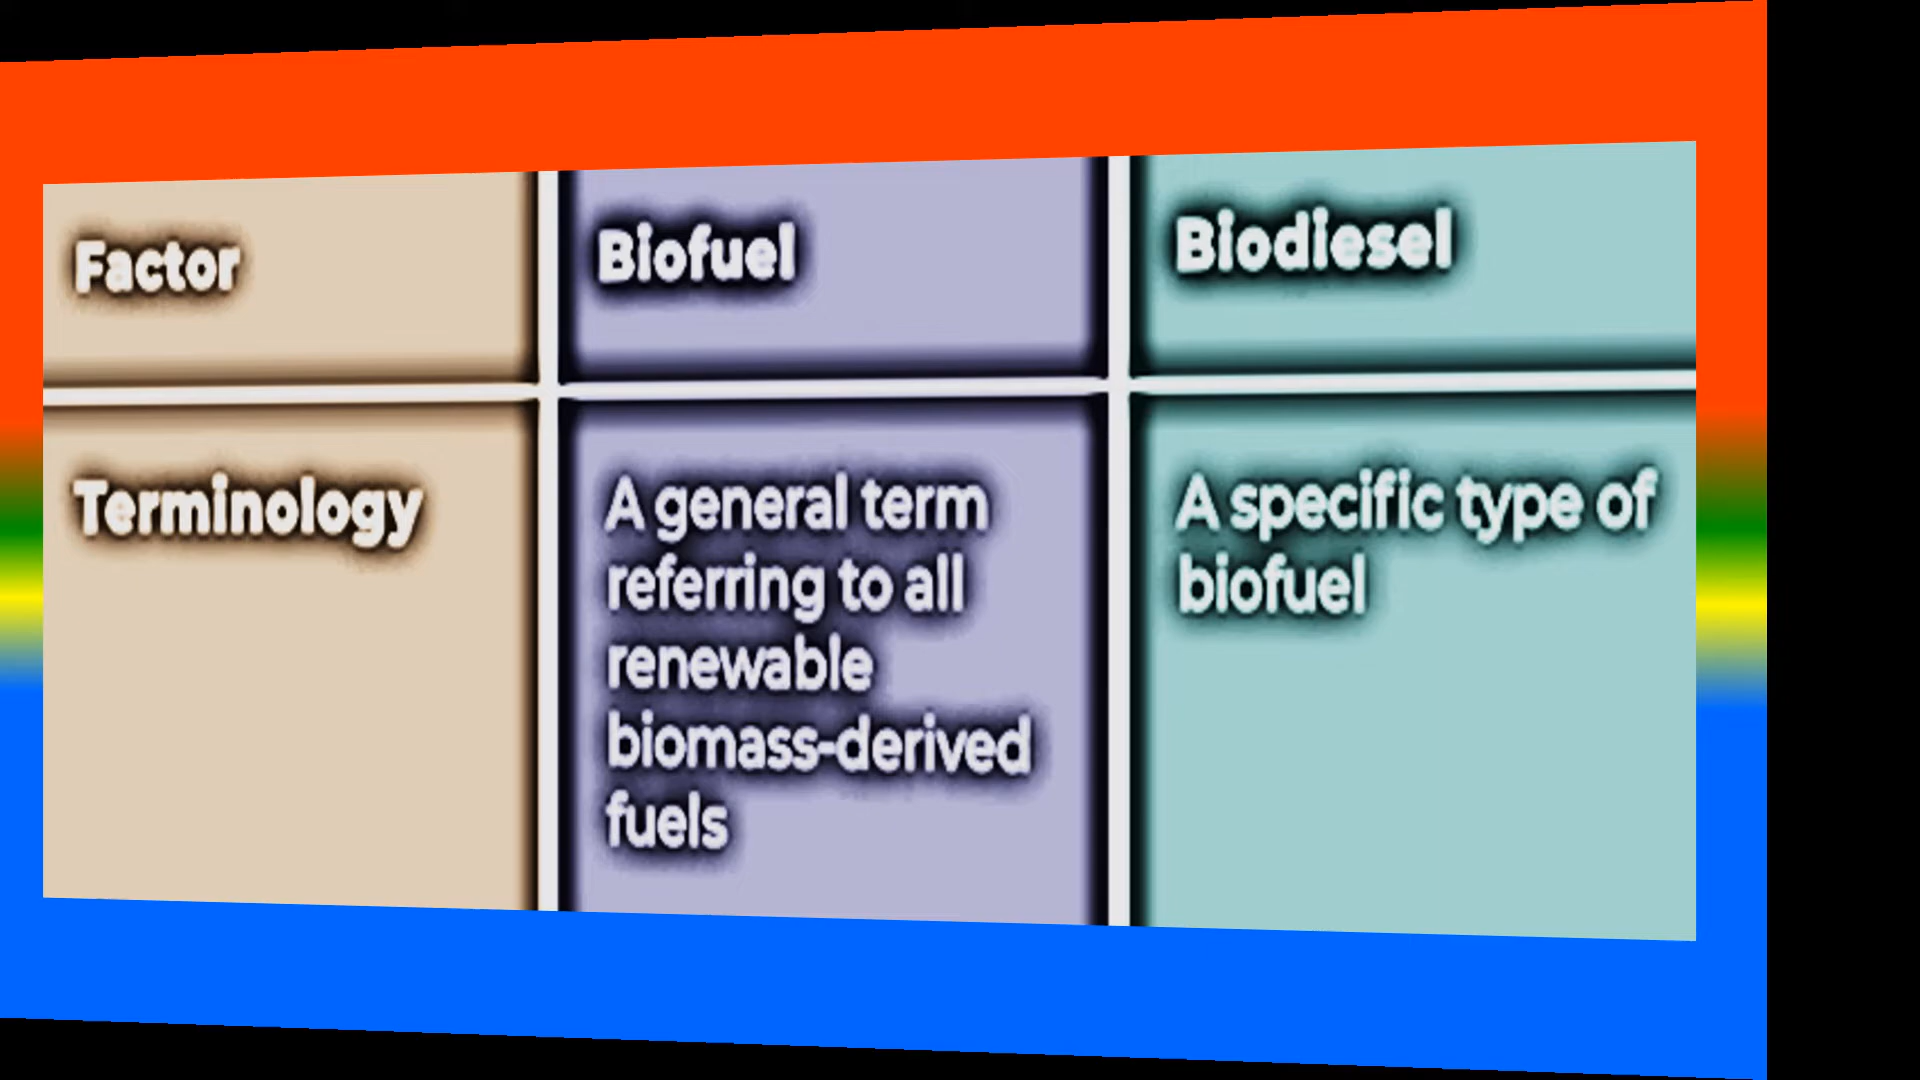 Factor
Biofuel
Biodiesel
Terminology
A general term
referring to all
renewable
biomass-derived
fuels
A specific type of
biofuel